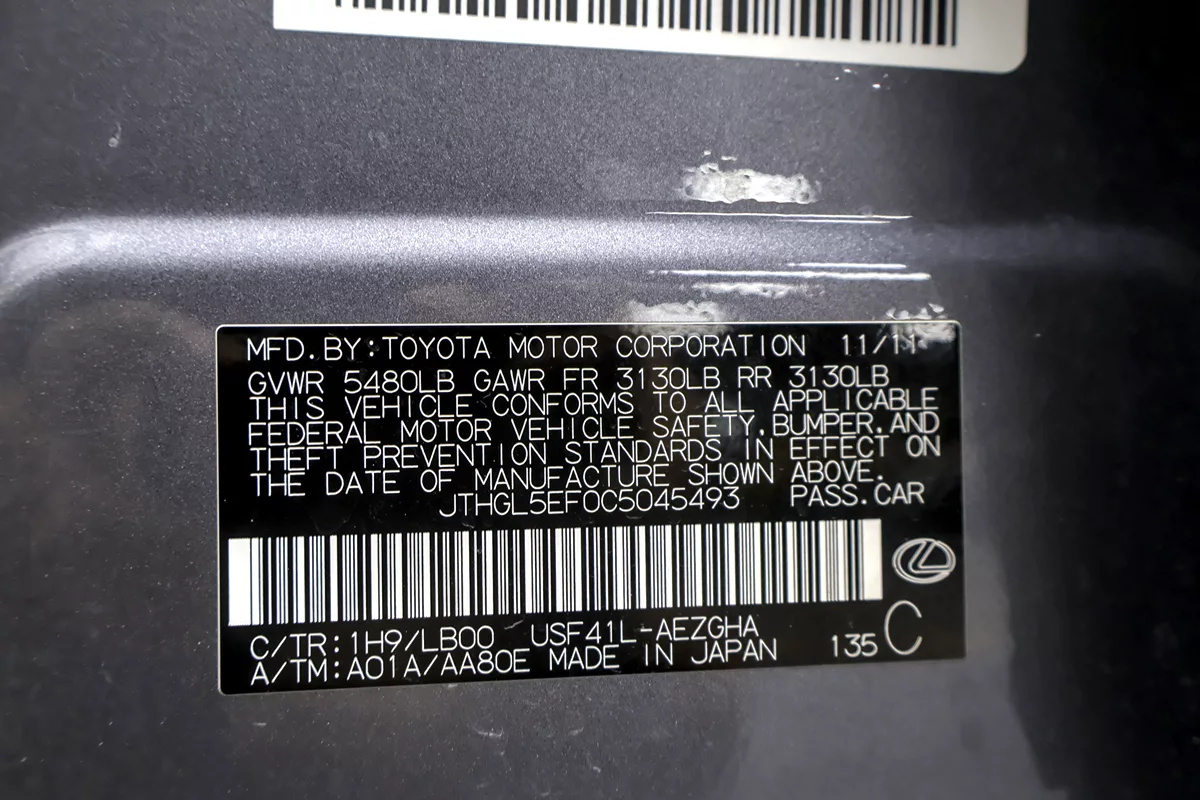 MFD.BY:TOYOTA MOTOR CORPORATION 11/11
GVWR 5480LB GAWR FR 3130LB RR 3130LB
THIS VEHICLE CONFORMS TO ALL APPLICABLE
FEDERAL MOTOR VEHICLE SAFETY,BUMPER,AND
THEFT PREVENTION STANDARDS IN EFFECT ON
THE DATE OF MANUFACTURE SHOWN ABOVE.
JTHGL5EF0C5045493 PASS.CAR
C/TR:1H9/LB00 USF41L-AEZGHA
A/TM:A01A/AA80E MADE IN JAPAN 135 C